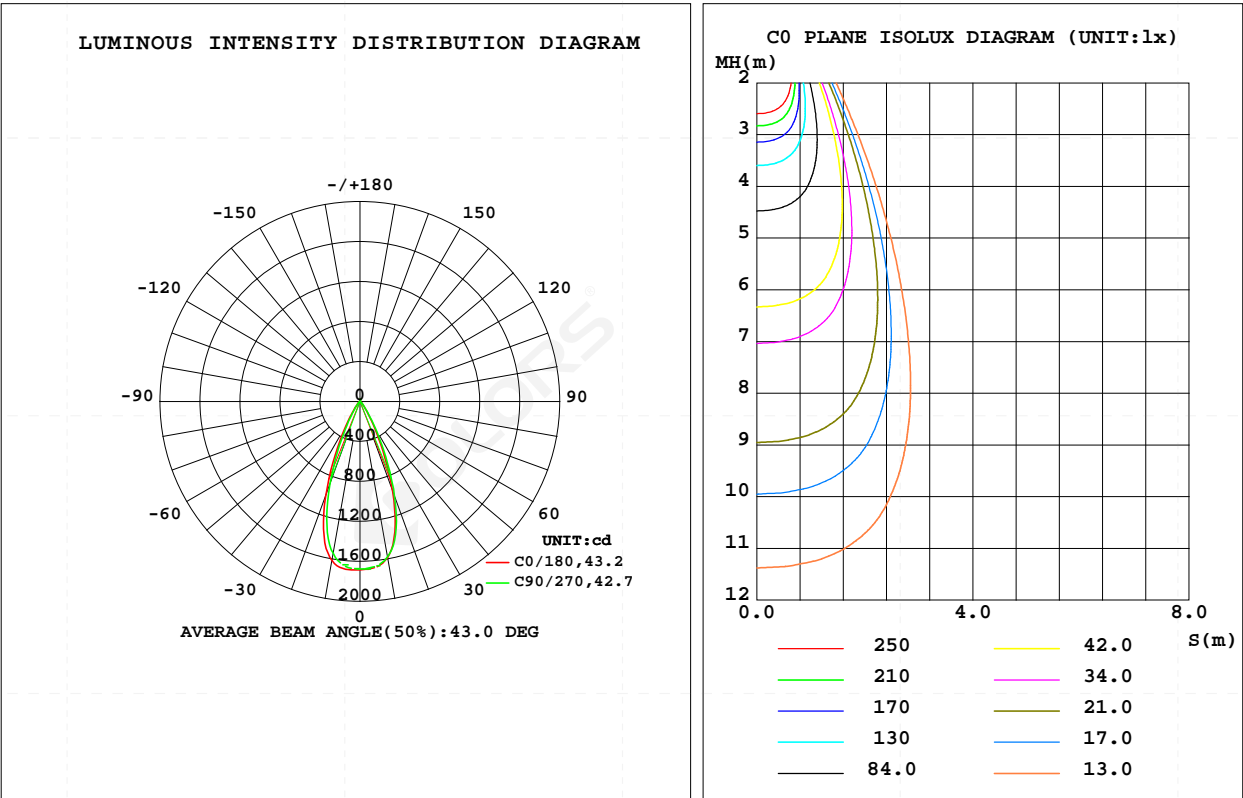 LUMINOUS INTENSITY DISTRIBUTION DIAGRAM
-/+180
-150 150
-120 120
-90 0 90
400
800
-60 1200 60
UNIT:cd
1600 C0/180,43.2
-30 30 C90/270,42.7
2000
0
AVERAGE BEAM ANGLE(50%):43.0 DEG
C0 PLANE ISOLUX DIAGRAM (UNIT:lx)
MH(m)
2
3
4
5
6
7
8
9
10
11
12
0.0 4.0 8.0
S(m)
250 42.0
210 34.0
170 21.0
130 17.0
84.0 13.0